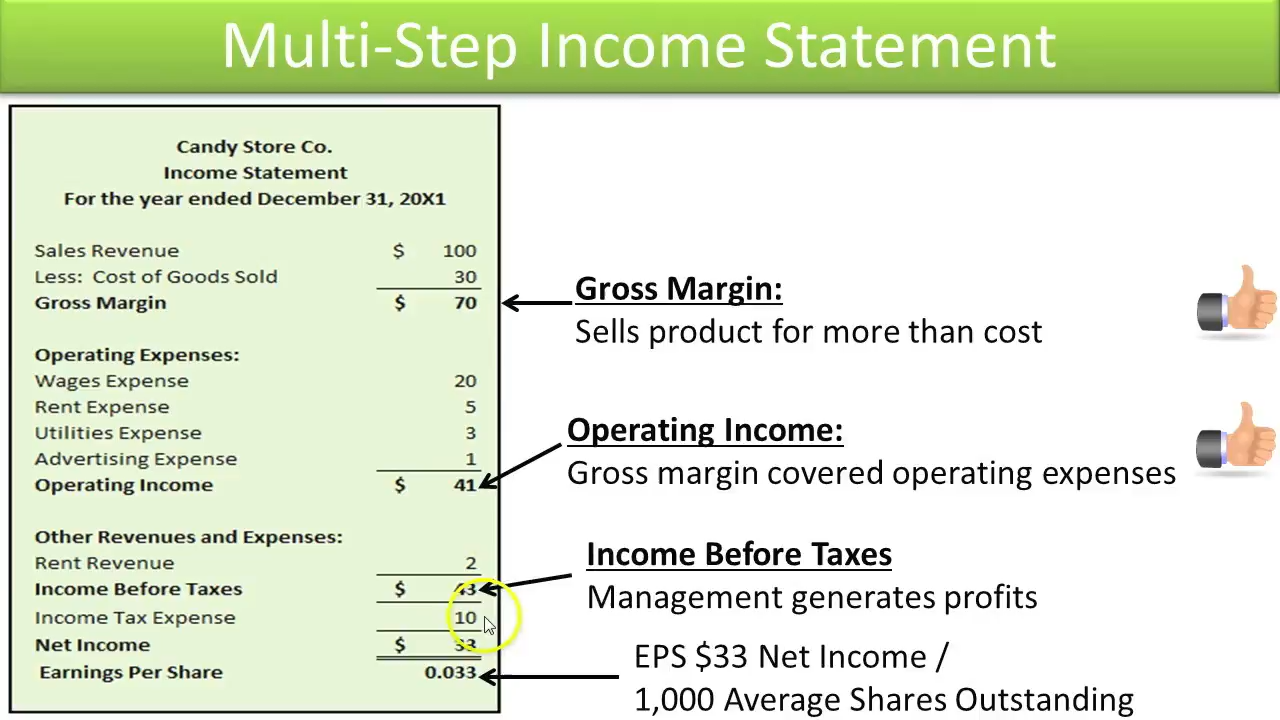 Multi-Step Income Statement
Candy Store Co.
Income Statement
For the year ended December 31, 20X1
Sales Revenue $ 100
Less: Cost of Goods Sold 30
Gross Margin $ 70
Operating Expenses:
Wages Expense 20
Rent Expense 5
Utilities Expense 3
Advertising Expense 1
Operating Income $ 41
Other Revenues and Expenses:
Rent Revenue 2
Income Before Taxes $ 43
Income Tax Expense 10
Net Income $ 33
Earnings Per Share 0.033
Gross Margin:
Sells product for more than cost
Operating Income:
Gross margin covered operating expenses
Income Before Taxes
Management generates profits
EPS $33 Net Income /
1,000 Average Shares Outstanding